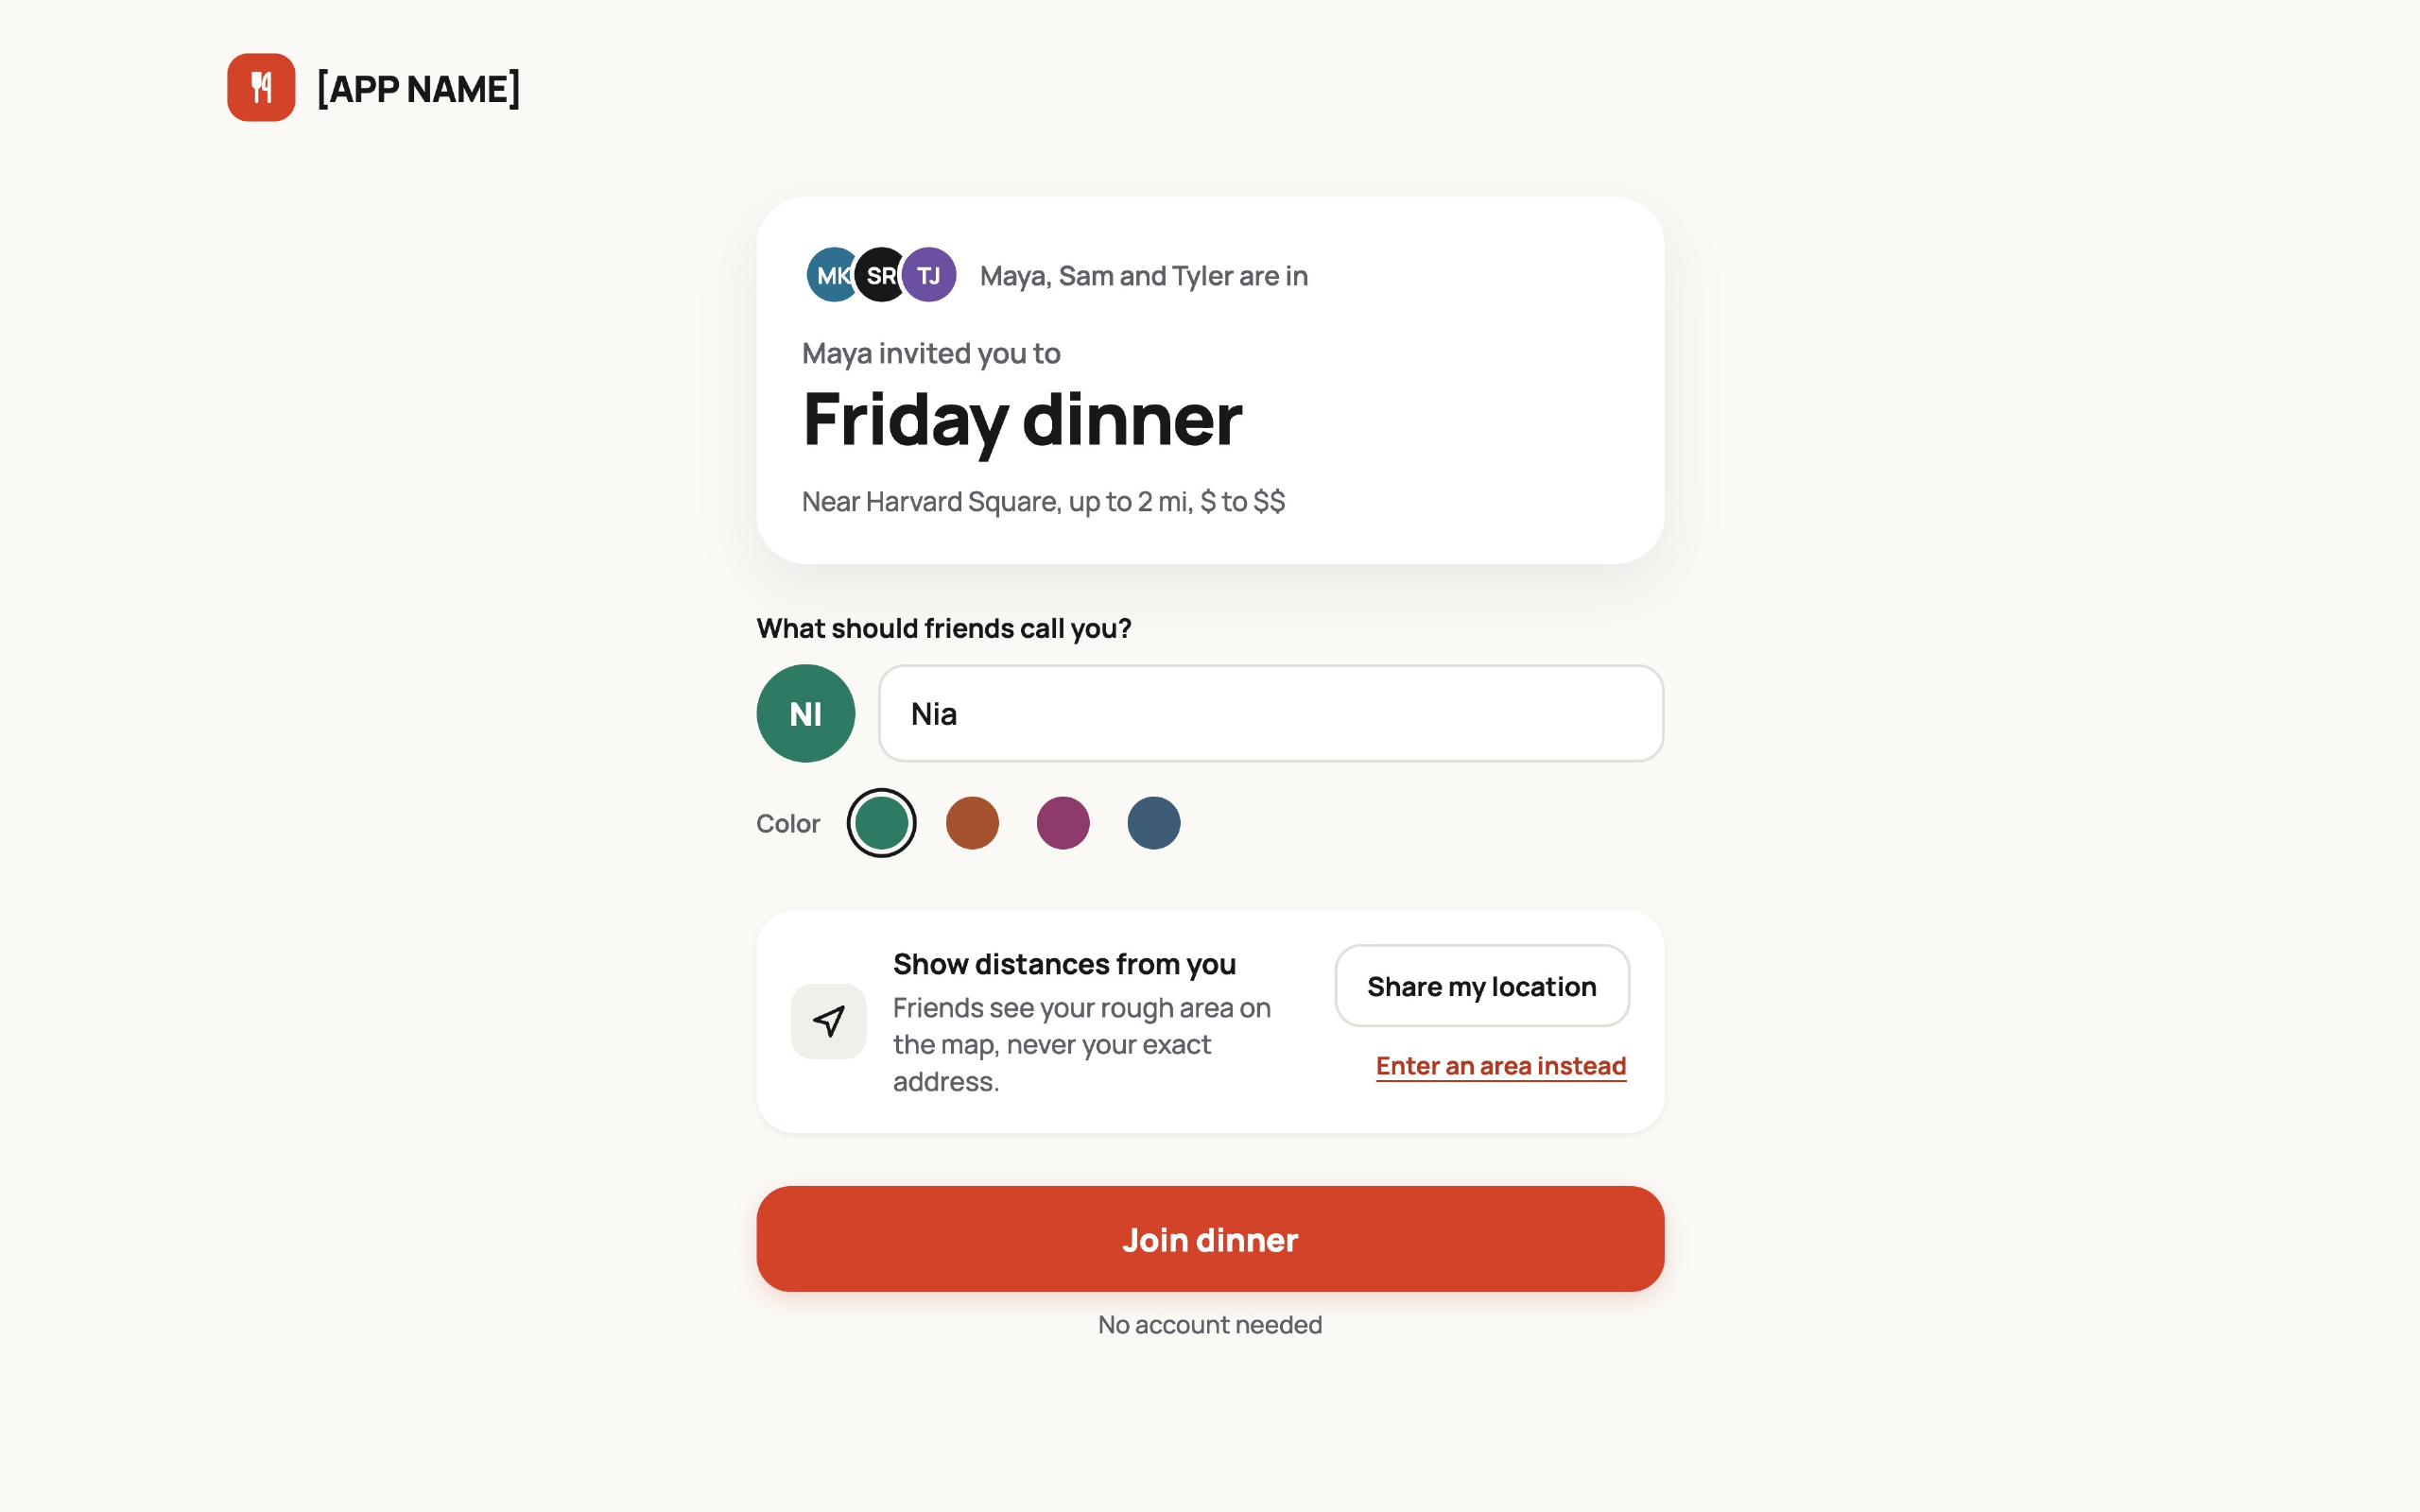 [APP NAME]
MK SR TJ Maya, Sam and Tyler are in
Maya invited you to
Friday dinner
Near Harvard Square, up to 2 mi, $ to $$
What should friends call you?
NI Nia
Color
Show distances from you
Friends see your rough area on
the map, never your exact
address.
Share my location
Enter an area instead
Join dinner
No account needed